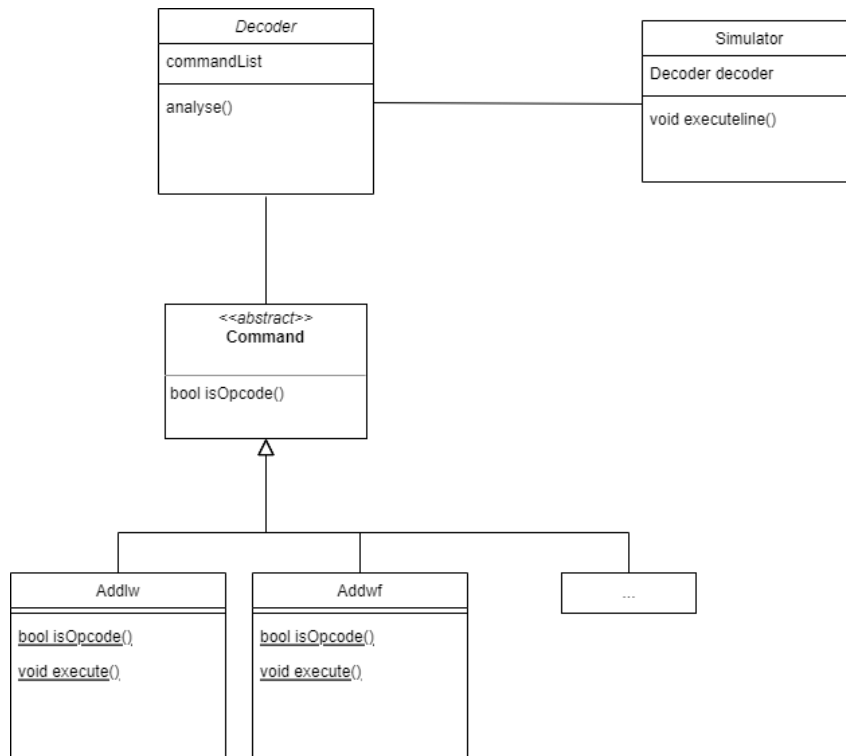 Decoder
commandList
analyse()
Simulator
Decoder decoder
void executeline()
<<abstract>>
Command
bool isOpcode()
Addlw
bool isOpcode()
void execute()
Addwf
bool isOpcode()
void execute()
...